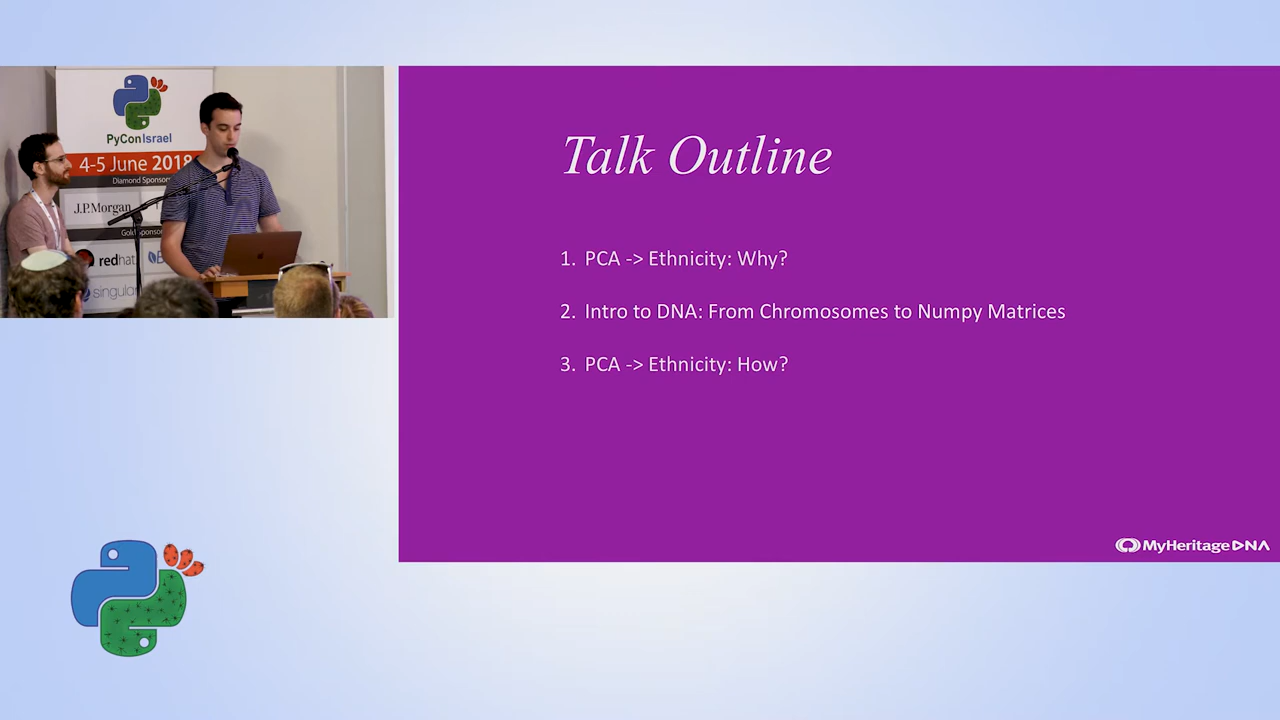 PyConIsrael
4-5 June 2018
Diamond Sponsors
J.P.Morgan
Gold Sponsors
redhat
singular
Talk Outline
1. PCA -> Ethnicity: Why?
2. Intro to DNA: From Chromosomes to Numpy Matrices
3. PCA -> Ethnicity: How?
MyHeritage DNA